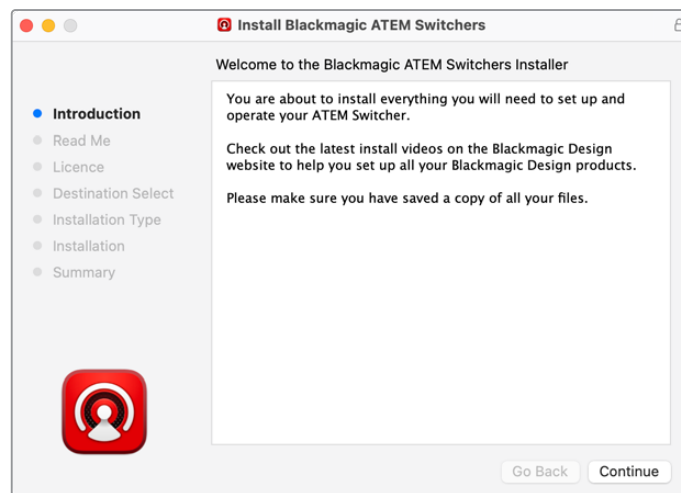 Install Blackmagic ATEM Switchers
Welcome to the Blackmagic ATEM Switchers Installer
Introduction
Read Me
Licence
Destination Select
Installation Type
Installation
Summary
You are about to install everything you will need to set up and
operate your ATEM Switcher.
Check out the latest install videos on the Blackmagic Design
website to help you set up all your Blackmagic Design products.
Please make sure you have saved a copy of all your files.
Go Back
Continue